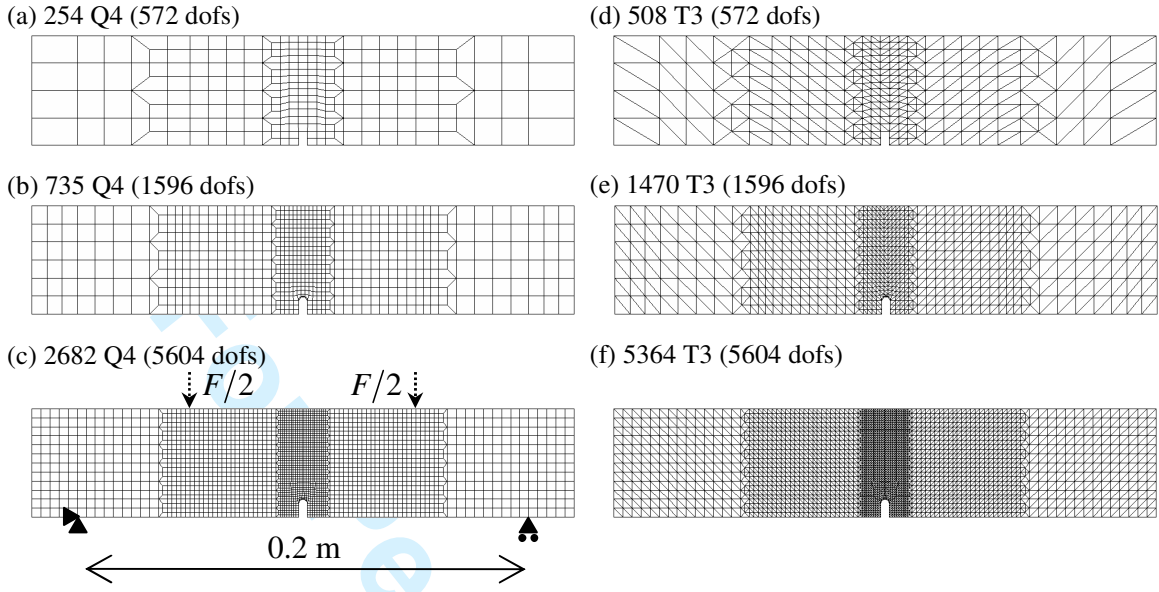 (a) 254 Q4 (572 dofs)
(d) 508 T3 (572 dofs)
(b) 735 Q4 (1596 dofs)
(e) 1470 T3 (1596 dofs)
(c) 2682 Q4 (5604 dofs)
(f) 5364 T3 (5604 dofs)
F/2
F/2
0.2 m